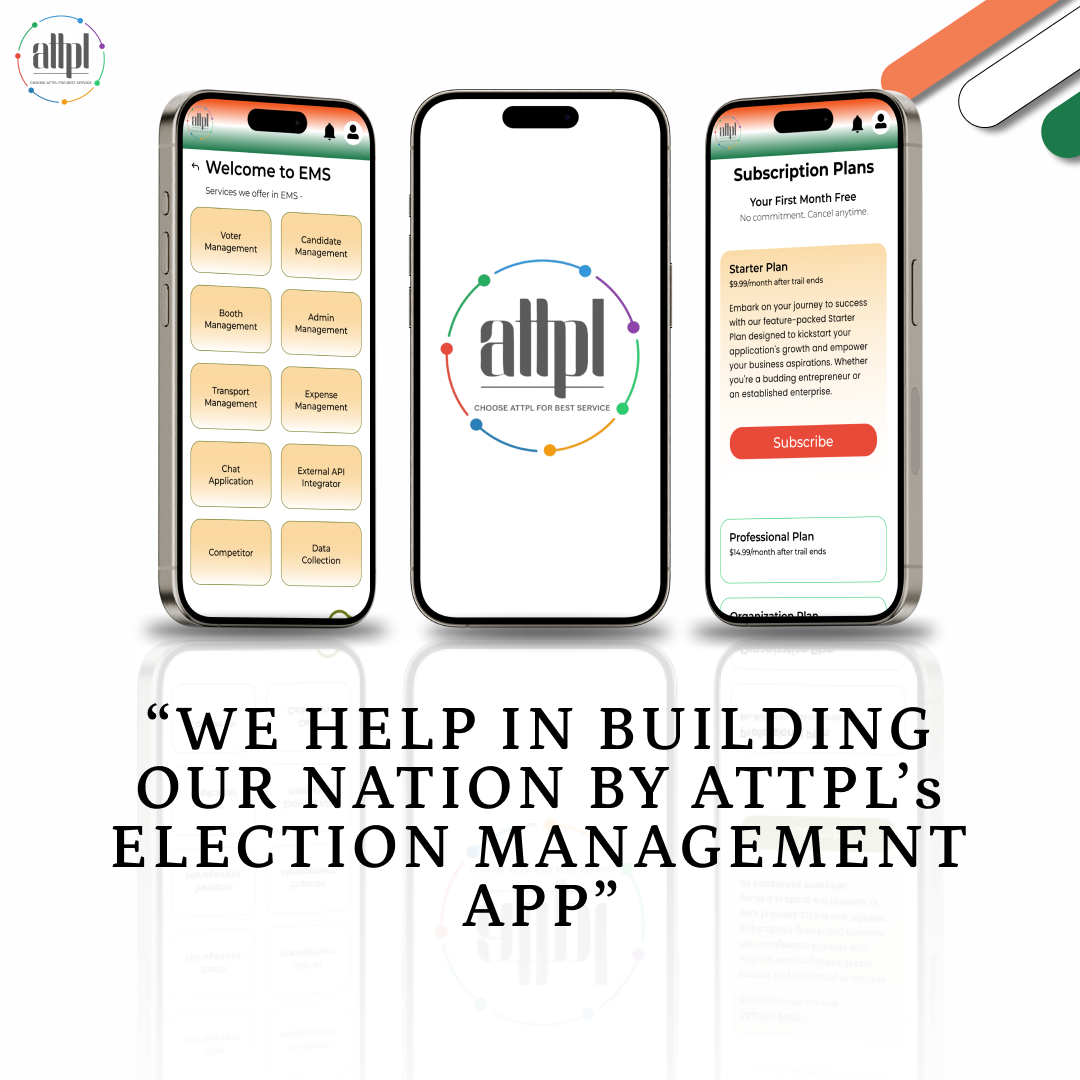 attpl
CHOOSE ATTPL FOR BEST SERVICE
attpl
Welcome to EMS
Services we offer in EMS -
Voter
Management
Candidate
Management
Booth
Management
Admin
Management
Transport
Management
Expense
Management
Chat
Application
External API
Integrator
Competitor
Data
Collection
attpl
CHOOSE ATTPL FOR BEST SERVICE
attpl
Subscription Plans
Your First Month Free
No commitment. Cancel anytime.
Starter Plan
$9.99/month after trail ends
Embark on your journey to success
with our feature-packed Starter
Plan designed to kickstart your
application's growth and empower
your business aspirations. Whether
you're a budding entrepreneur or
an established enterprise.
Subscribe
Professional Plan
$14.99/month after trail ends
Organization Plan
“WE HELP IN BUILDING
OUR NATION BY ATTPL’s
ELECTION MANAGEMENT
APP”